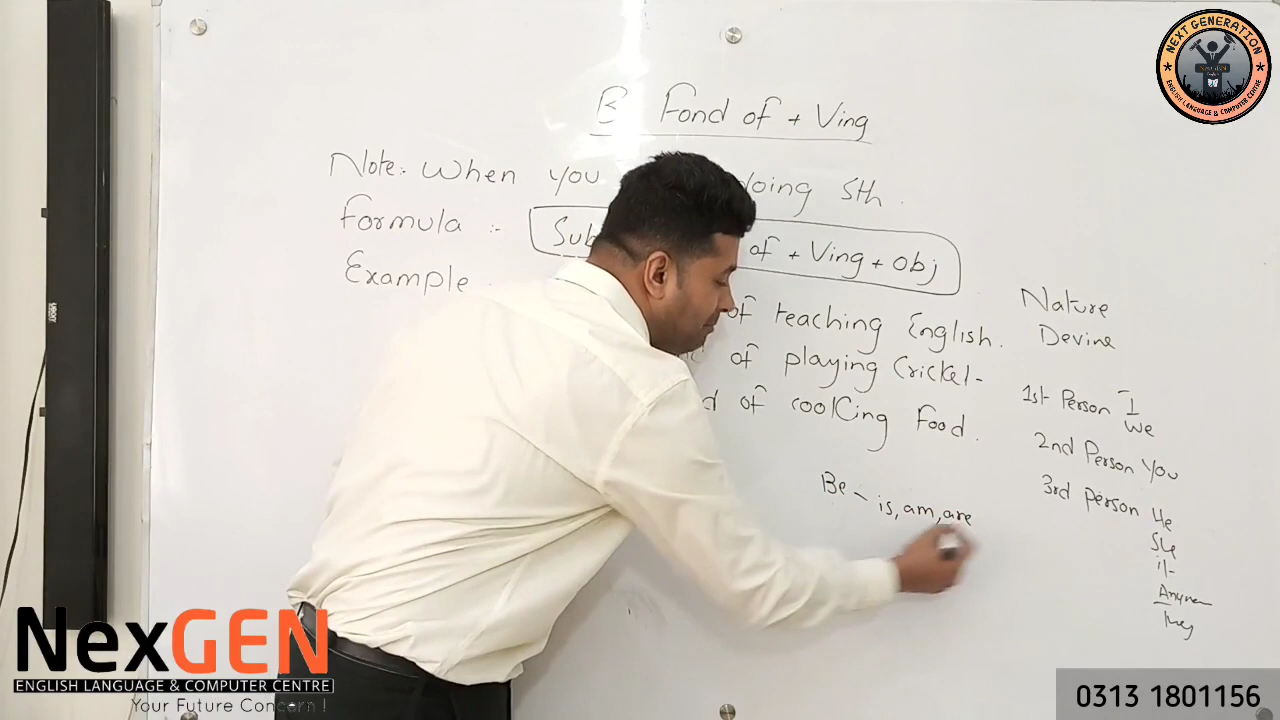 B Fond of + Ving
Note:. When you doing Sth .
Formula :-
Sub of + Ving + obj
Example
of teaching English.
of playing Cricket
d of cooking Food.
Nature
Devine
1st Person I
We
2nd Person You
3rd Person He
She
it
They
Be
is, am, are
NEXT GENERATION
ENGLISH LANGUAGE & COMPUTER CENTRE
NexGEN
ENGLISH LANGUAGE & COMPUTER CENTRE
Your Future Concern !
0313 1801156